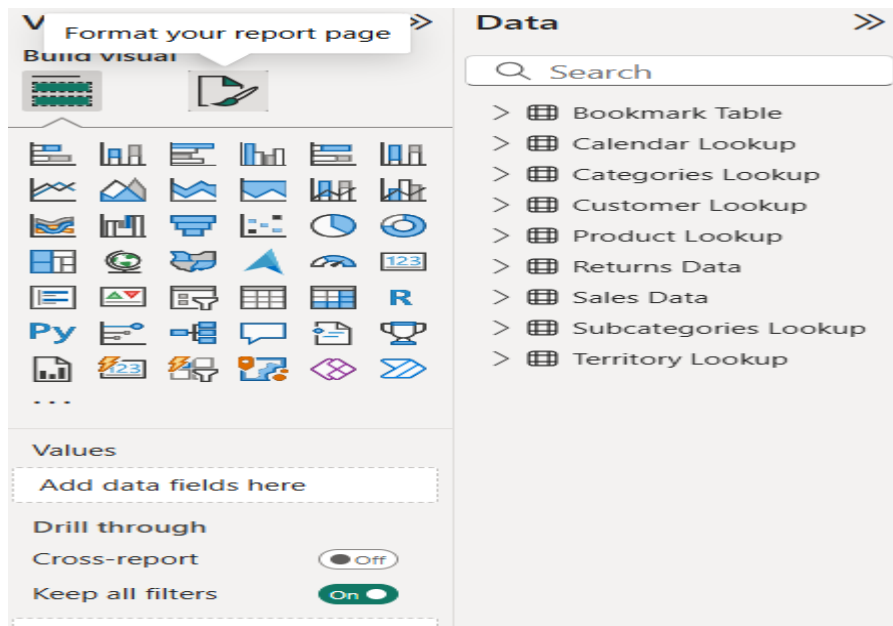 V
Format your report page
Build visual
123
R
Py
123
Values
Add data fields here
Drill through
Cross-report
Off
Keep all filters
On
Data
Search
Bookmark Table
Calendar Lookup
Categories Lookup
Customer Lookup
Product Lookup
Returns Data
Sales Data
Subcategories Lookup
Territory Lookup